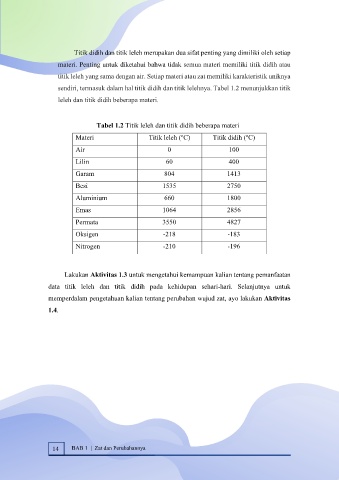 Titik didih dan titik leleh merupakan dua sifat penting yang dimiliki oleh setiap
materi. Penting untuk diketahui bahwa tidak semua materi memiliki titik didih atau
titik leleh yang sama dengan air. Setiap materi atau zat memiliki karakteristik uniknya
sendiri, termasuk dalam hal titik didih dan titik lelehnya. Tabel 1.2 menunjukkan titik
leleh dan titik didih beberapa materi.
Tabel 1.2 Titik leleh dan titik didih beberapa materi
Materi Titik leleh (°C) Titik didih (°C)
Air 0 100
Lilin 60 400
Garam 804 1413
Besi 1535 2750
Aluminium 660 1800
Emas 1064 2856
Permata 3550 4827
Oksigen -218 -183
Nitrogen -210 -196
Lakukan Aktivitas 1.3 untuk mengetahui kemampuan kalian tentang pemanfaatan
data titik leleh dan titik didih pada kehidupan sehari-hari. Selanjutnya untuk
memperdalam pengetahuan kalian tentang perubahan wujud zat, ayo lakukan Aktivitas
1.4.
14 BAB 1 | Zat dan Perubahannya